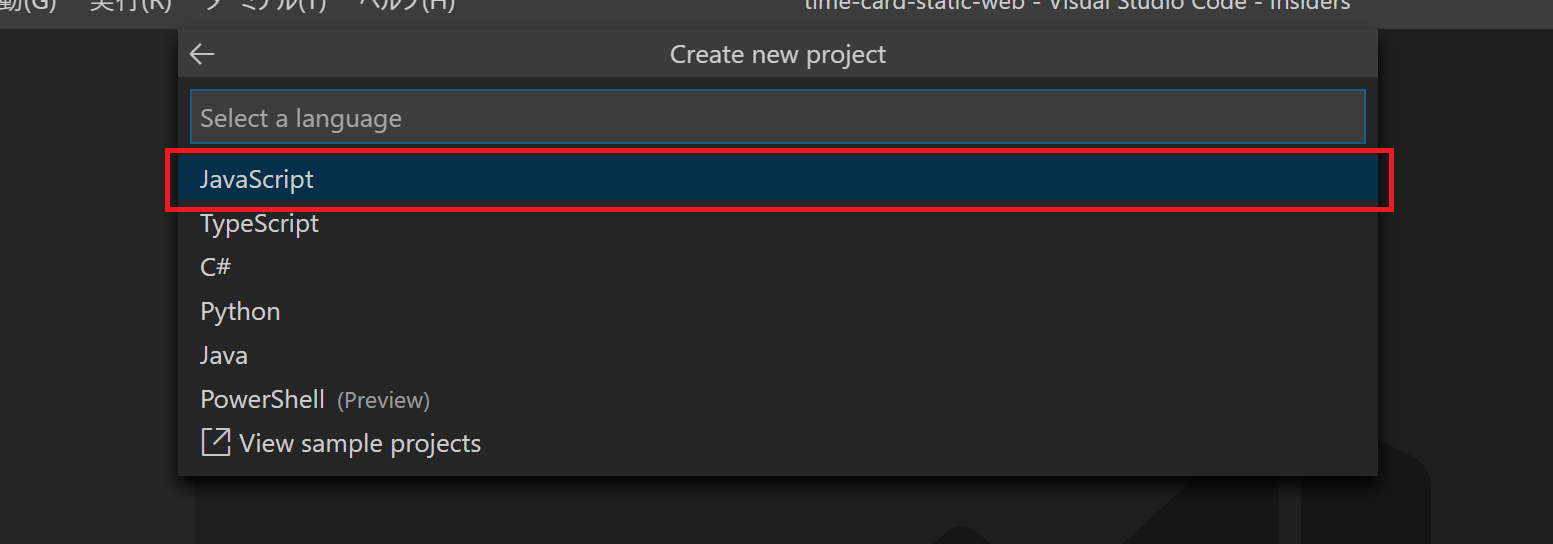 動(G) 実行(R) ターミナル(T) ヘルプ(H) time-card-static-web - Visual Studio Code - Insiders
Create new project
Select a language
JavaScript
TypeScript
C#
Python
Java
PowerShell (Preview)
View sample projects